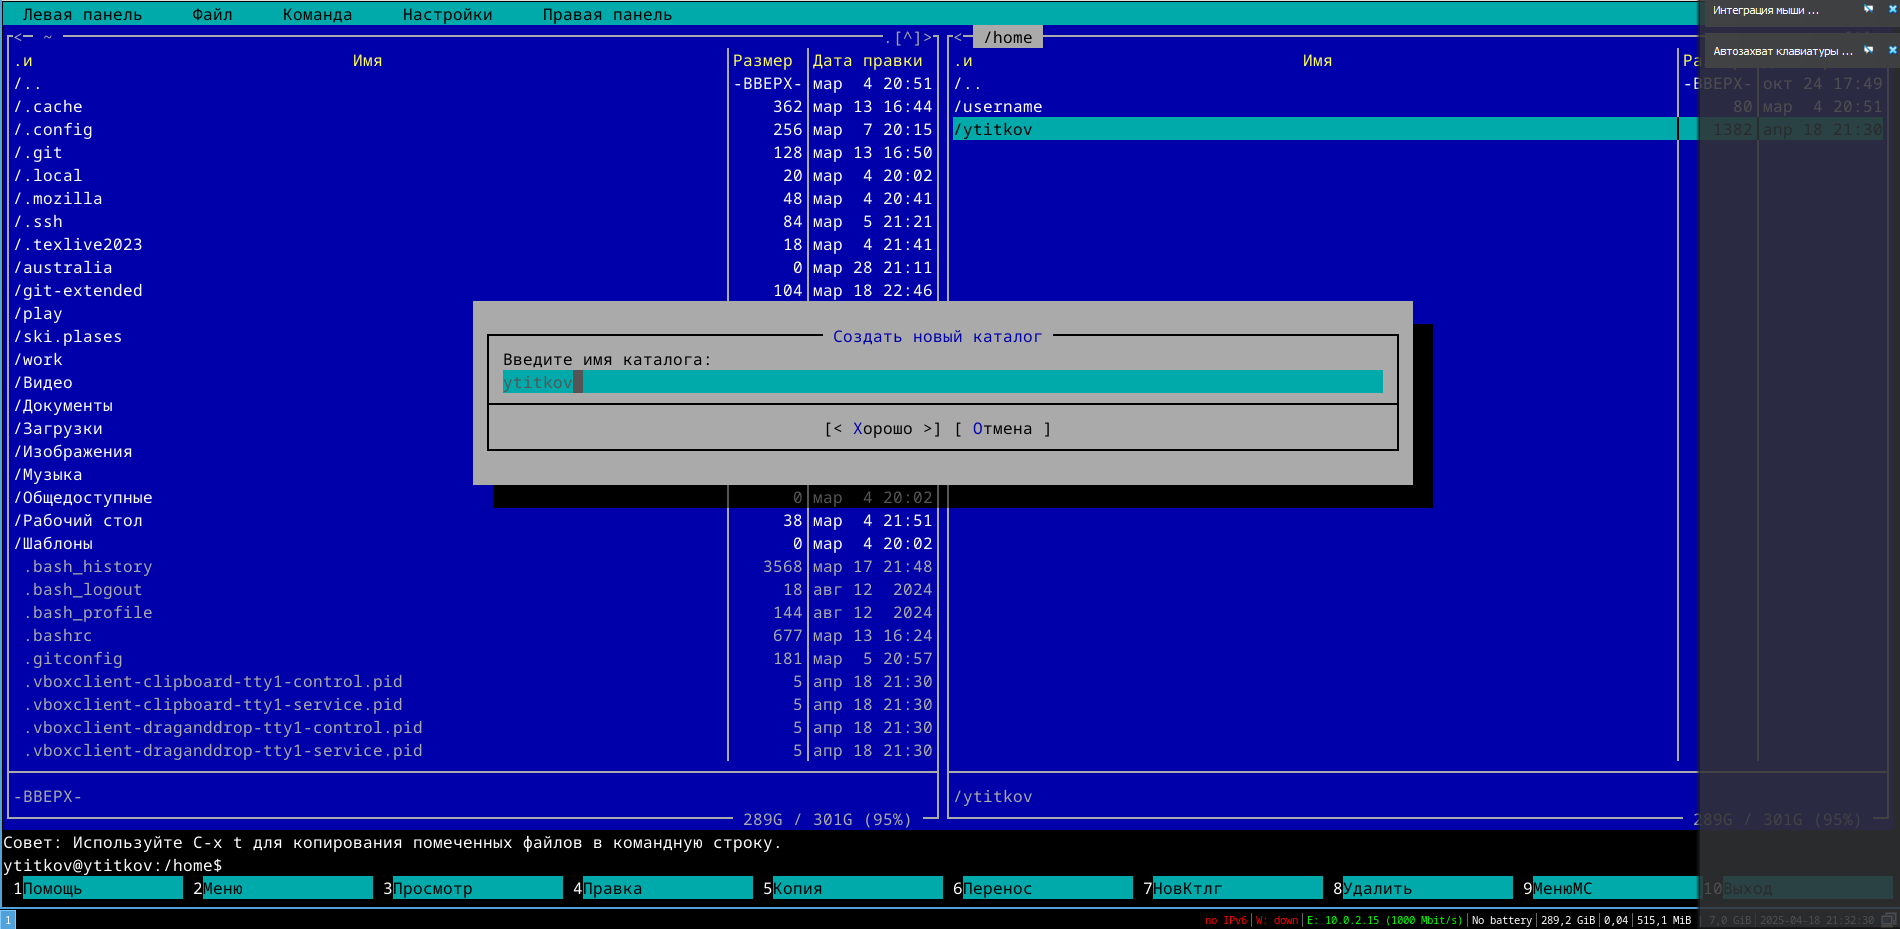 Левая панель Файл Команда Настройки Правая панель
Интеграция мыши ...
Автозахват клавиатуры ...
<─ ~ .[^]>
.и Имя Размер Дата правки
/.. -ВВЕРХ- мар 4 20:51
/.cache 362 мар 13 16:44
/.config 256 мар 7 20:15
/.git 128 мар 13 16:50
/.local 20 мар 4 20:02
/.mozilla 48 мар 4 20:41
/.ssh 84 мар 5 21:21
/.texlive2023 18 мар 4 21:41
/australia 0 мар 28 21:11
/git-extended 104 мар 18 22:46
/play
/ski.plases
/work
/Видео
/Документы
/Загрузки
/Изображения
/Музыка
/Общедоступные 0 мар 4 20:02
/Рабочий стол 38 мар 4 21:51
/Шаблоны 0 мар 4 20:02
.bash_history 3568 мар 17 21:48
.bash_logout 18 авг 12 2024
.bash_profile 144 авг 12 2024
.bashrc 677 мар 13 16:24
.gitconfig 181 мар 5 20:57
.vboxclient-clipboard-tty1-control.pid 5 апр 18 21:30
.vboxclient-clipboard-tty1-service.pid 5 апр 18 21:30
.vboxclient-draganddrop-tty1-control.pid 5 апр 18 21:30
.vboxclient-draganddrop-tty1-service.pid 5 апр 18 21:30
-ВВЕРХ-
289G / 301G (95%)
<─ /home
.и Имя Ра
/.. -ВВЕРХ- окт 24 17:49
/username 80 мар 4 20:51
/ytitkov 1382 апр 18 21:30
/ytitkov
289G / 301G (95%)
Создать новый каталог
Введите имя каталога:
ytitkov
[< Хорошо >] [ Отмена ]
Совет: Используйте C-x t для копирования помеченных файлов в командную строку.
ytitkov@ytitkov:/home$
1Помощь 2Меню 3Просмотр 4Правка 5Копия 6Перенос 7НовКтлг 8Удалить 9МенюМС 10Выход
1 no IPv6|W: down|E: 10.0.2.15 (1000 Mbit/s)|No battery|289,2 GiB|0,04|515,1 MiB|7,0 GiB|2025-04-18 21:32:30